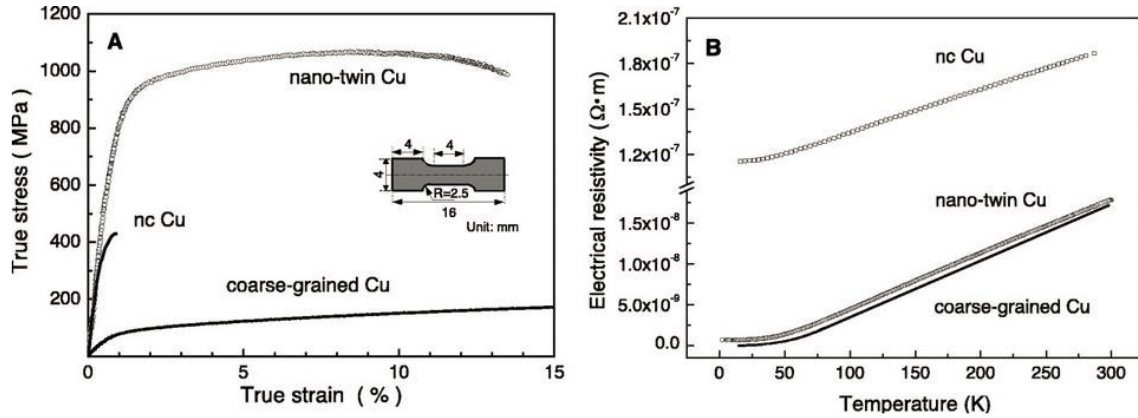 A
True stress ( MPa)
1200
1000
800
600
400
200
0
5
10
15
True strain ( % )
nano-twin Cu
nc Cu
coarse-grained Cu
4
4
4
R=2.5
16
Unit: mm
B
Electrical resistivity ( Ω•m)
2.1x10⁻⁷
1.8x10⁻⁷
1.5x10⁻⁷
1.2x10⁻⁷
1.5x10⁻⁸
1.0x10⁻⁸
5.0x10⁻⁹
0.0
0
50
100
150
200
250
300
Temperature (K)
nc Cu
nano-twin Cu
coarse-grained Cu